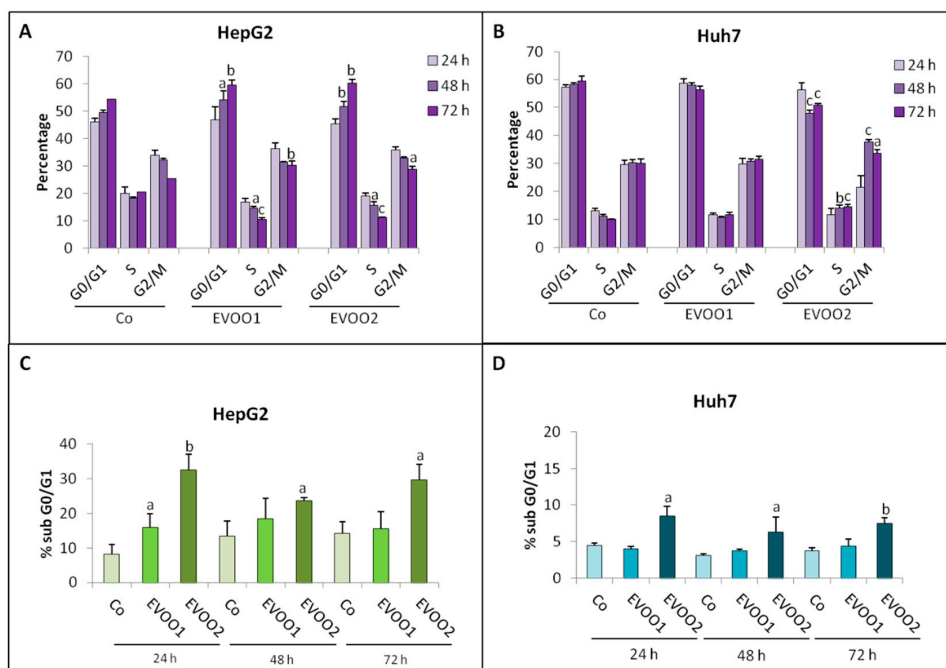 A
HepG2
24 h
48 h
72 h
Percentage
70
60
50
40
30
20
10
0
a b
a c
b
b b
a c
a
G0/G1 S G2/M G0/G1 S G2/M G0/G1 S G2/M
Co EVOO1 EVOO2
B
Huh7
24 h
48 h
72 h
Percentage
70
60
50
40
30
20
10
0
c c
b c
c a
G0/G1 S G2/M G0/G1 S G2/M G0/G1 S G2/M
Co EVOO1 EVOO2
C
HepG2
% sub G0/G1
40
30
20
10
0
a b a a
Co EVOO1 EVOO2 Co EVOO1 EVOO2 Co EVOO1 EVOO2
24 h 48 h 72 h
D
Huh7
% sub G0/G1
20
15
10
5
0
a a b
Co EVOO1 EVOO2 Co EVOO1 EVOO2 Co EVOO1 EVOO2
24 h 48 h 72 h